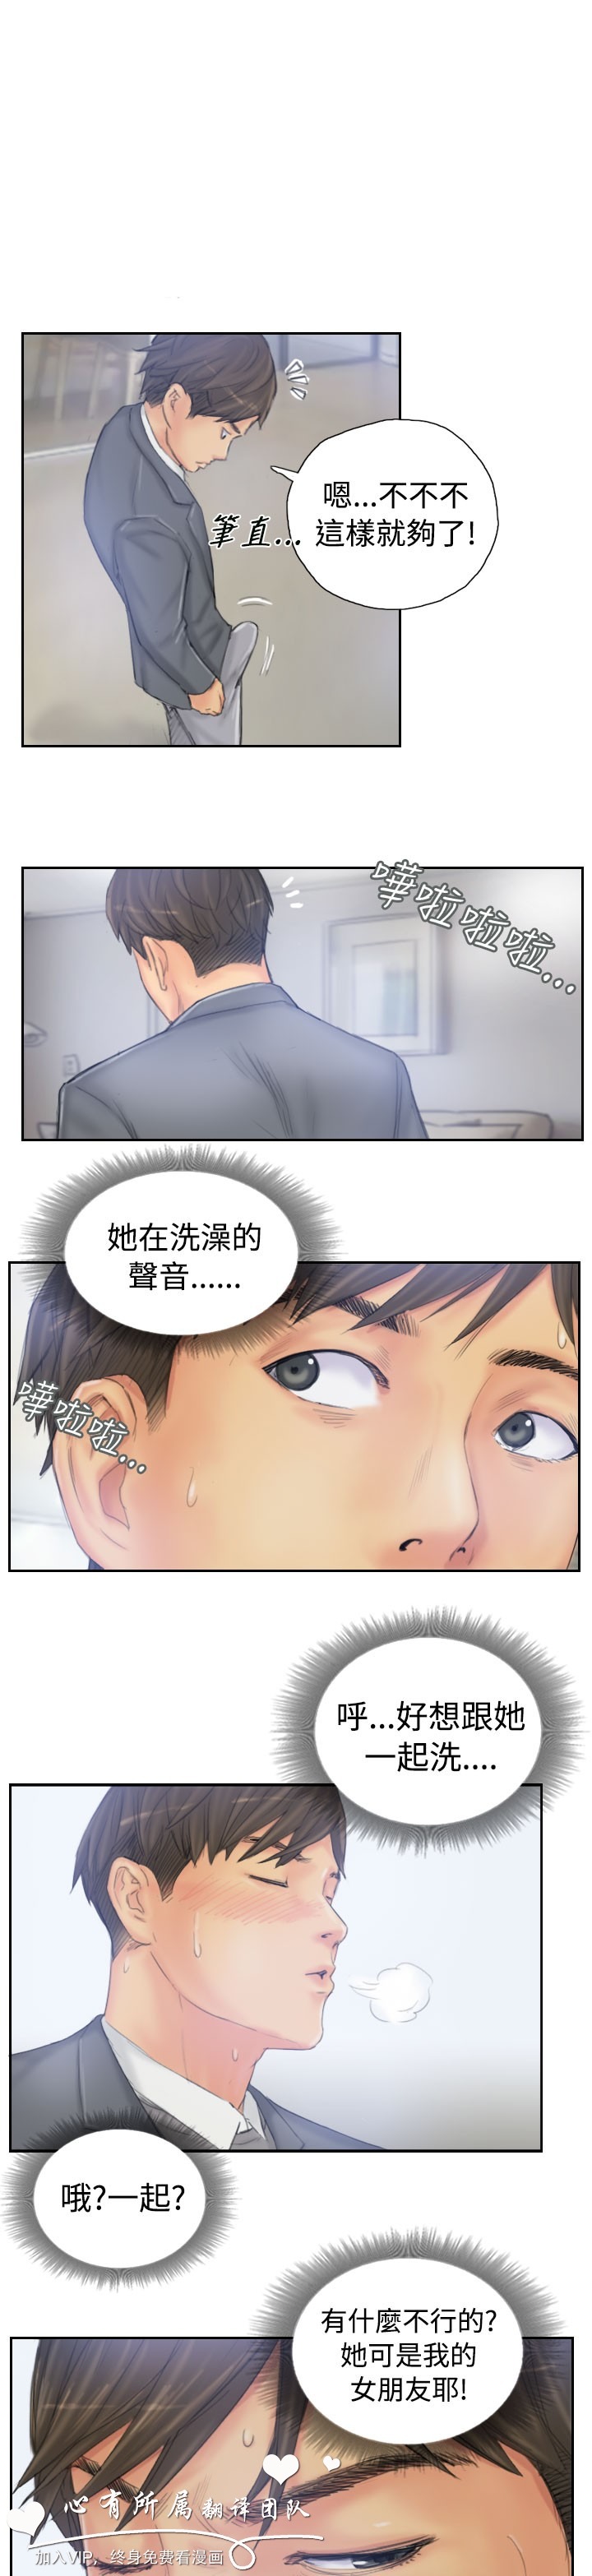 嗯...不不不
這樣就夠了!
筆直...
嘩啦啦啦...
她在洗澡的
聲音......
嘩啦啦...
呼...好想跟她
一起洗....
哦?一起?
有什麼不行的?
她可是我的
女朋友耶!
心有所属翻译团队
加入VIP，终身免费看漫画